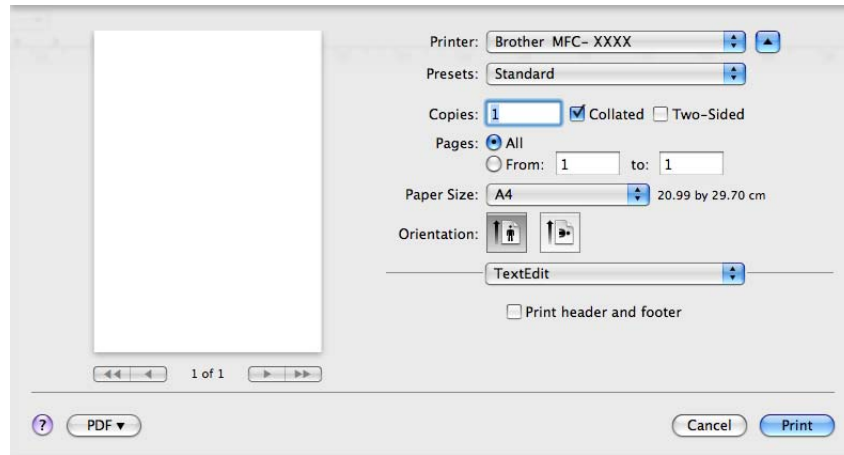 Printer: Brother MFC- XXXX
Presets: Standard
Copies: 1 Collated Two-Sided
Pages: All
From: 1 to: 1
Paper Size: A4 20.99 by 29.70 cm
Orientation:
TextEdit
Print header and footer
1 of 1
? PDF Cancel Print